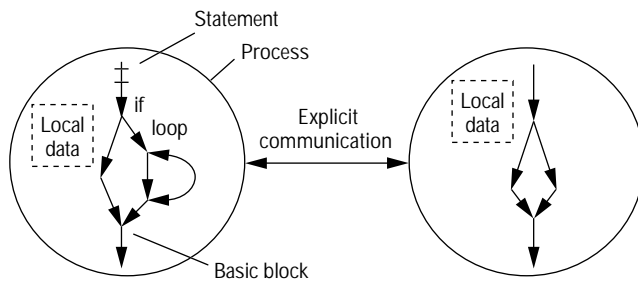 Statement
Process
if
Local
data
loop
Explicit
communication
Local
data
Basic block